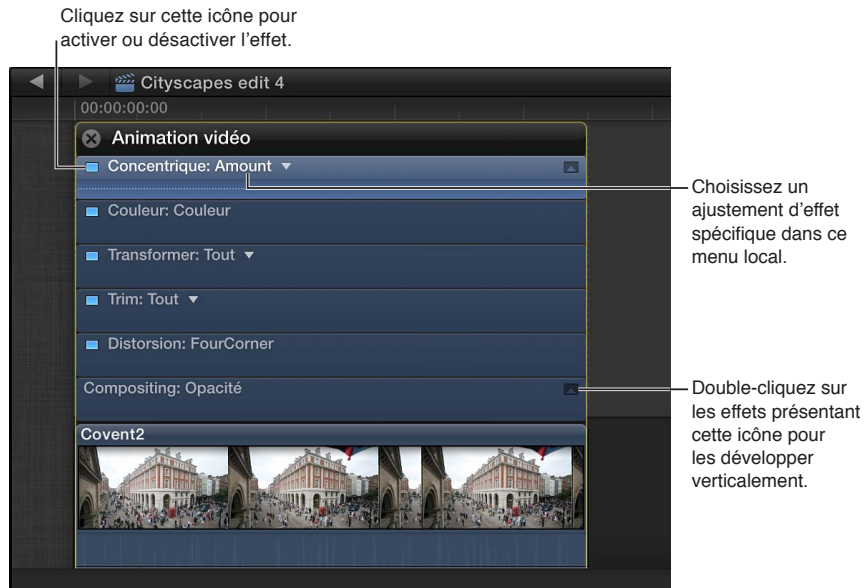 Cliquez sur cette icône pour
activer ou désactiver l’effet.
Cityscapes edit 4
00:00:00:00
Animation vidéo
Concentrique: Amount
Couleur: Couleur
Transformer: Tout
Trim: Tout
Distorsion: FourCorner
Compositing: Opacité
Covent2
Choisissez un
ajustement d’effet
spécifique dans ce
menu local.
Double-cliquez sur
les effets présentant
cette icône pour
les développer
verticalement.